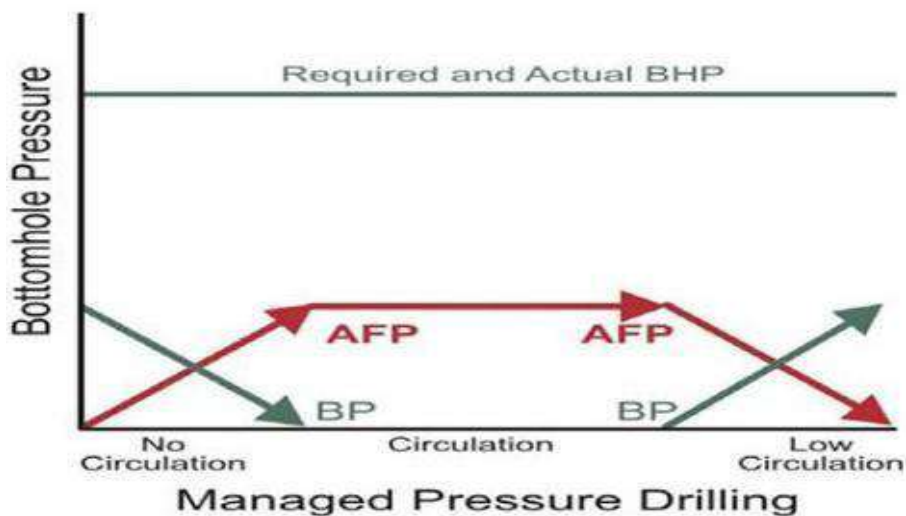 Required and Actual BHP
Bottomhole Pressure
AFP
AFP
BP
BP
No
Circulation
Circulation
Low
Circulation
Managed Pressure Drilling